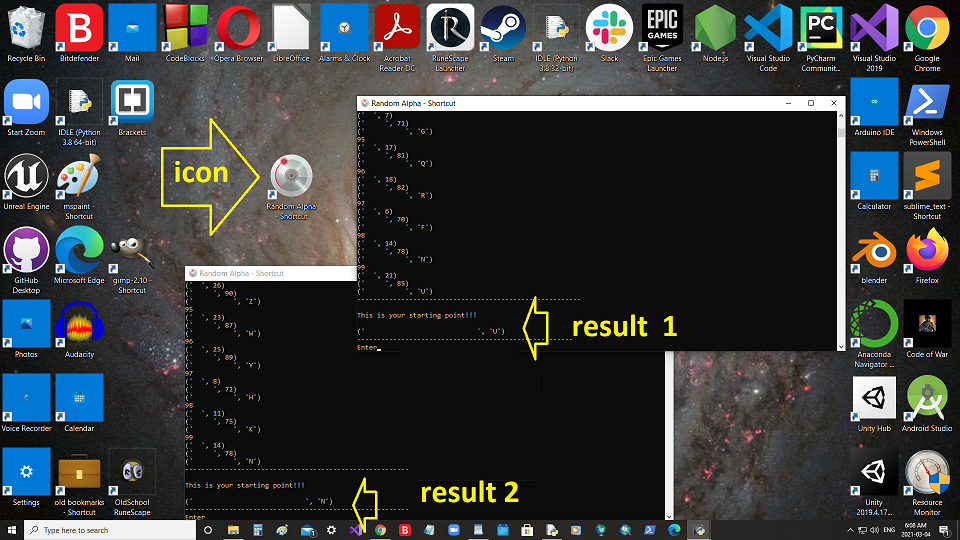 Recycle Bin
Bitdefender
Mail
CodeBlocks
Opera Browser
LibreOffice
Alarms & Clock
Acrobat
Reader DC
RuneScape
Launcher
Steam
IDLE (Python
3.8 32-bit)
Slack
EPIC
GAMES
Epic Games
Launcher
Node.js
Visual Studio
Code
PC
PyCharm
Communit...
Visual Studio
2019
Google
Chrome
Start Zoom
IDLE (Python
3.8 64-bit)
Brackets
Arduino IDE
Windows
PowerShell
Unreal Engine
mspaint -
Shortcut
icon
Random Alpha
- Shortcut
Calculator
sublime_text -
Shortcut
GitHub
Desktop
Microsoft Edge
gimp-2.10 -
Shortcut
blender
Firefox
Photos
Audacity
Anaconda
Navigator ...
Code of War
Voice Recorder
Calendar
Unity Hub
Android Studio
Settings
old bookmarks
- Shortcut
OldSchool
RuneScape
Unity
2019.4.17...
Resource
Monitor
Random Alpha - Shortcut
(' ', 7)
(' ', 71)
(' ', 'G')
95
(' ', 17)
(' ', 81)
(' ', 'Q')
96
(' ', 18)
(' ', 82)
(' ', 'R')
97
(' ', 6)
(' ', 70)
(' ', 'F')
98
(' ', 14)
(' ', 78)
(' ', 'N')
99
(' ', 21)
(' ', 85)
(' ', 'U')
--------------------------------------------------------
This is your starting point!!!
(' ', 'U')
--------------------------------------------------------
Enter_
result 1
Random Alpha - Shortcut
(' ', 26)
(' ', 90)
(' ', 'Z')
95
(' ', 23)
(' ', 87)
(' ', 'W')
96
(' ', 25)
(' ', 89)
(' ', 'Y')
97
(' ', 8)
(' ', 72)
(' ', 'H')
98
(' ', 11)
(' ', 75)
(' ', 'K')
99
(' ', 14)
(' ', 78)
(' ', 'N')
--------------------------------------------------------
This is your starting point!!!
(' ', 'N')
--------------------------------------------------------
Enter
result 2
Type here to search
ENG
6:08 AM
2021-03-04